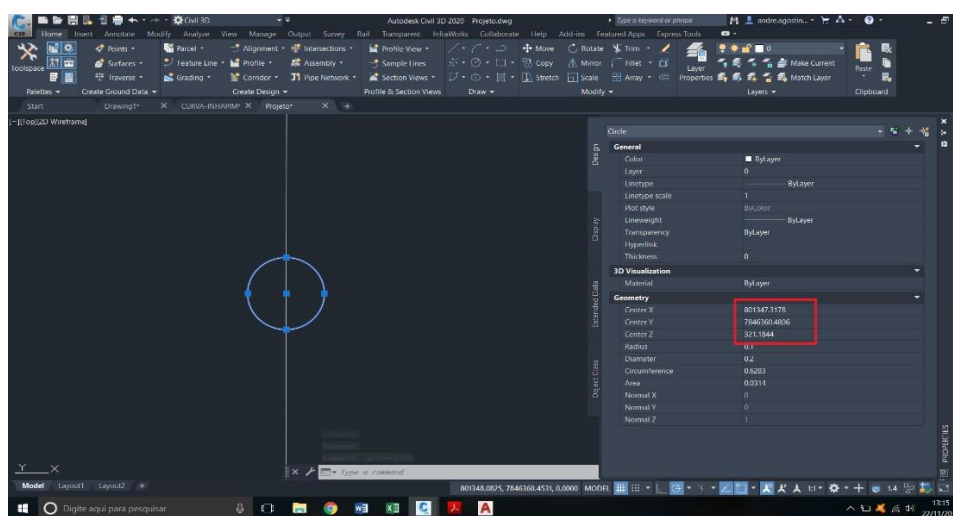 Civil 3D
Autodesk Civil 3D 2020 Projeto.dwg
Type a keyword or phrase
andre.agostin...
Home Insert Annotate Modify Analyze View Manage Output Survey Rail Transparent InfraWorks Collaborate Help Add-ins Featured Apps Express Tools
Points Parcel Alignment Intersections Profile View Move Rotate Trim 0
Toolspace Surfaces Feature Line Profile Assembly Sample Lines Copy Mirror Fillet Make Current
Traverse Grading Corridor Pipe Network Section Views Stretch Scale Array Layer Properties Match Layer Paste
Palettes Create Ground Data Create Design Profile & Section Views Draw Modify Layers Clipboard
Start Drawing1* CURVA-INHAPIM* Projeto*
[-][Top][2D Wireframe]
Circle
Design
Display
Extended Data
Object Class
General
Color ByLayer
Layer 0
Linetype ByLayer
Linetype scale 1
Plot style ByColor
Lineweight ByLayer
Transparency ByLayer
Hyperlink
Thickness 0
3D Visualization
Material ByLayer
Geometry
Center X 801347.3178
Center Y 7846360.4806
Center Z 321.1844
Radius 0.1
Diameter 0.2
Circumference 0.6283
Area 0.0314
Normal X 0
Normal Y 0
Normal Z 1
PROPERTIES
Y X
Type a command
Model Layout1 Layout2 +
801348.0825, 7846360.4531, 0.0000 MODEL 1:1 1:4
Digite aqui para pesquisar
13:15
22/11/20